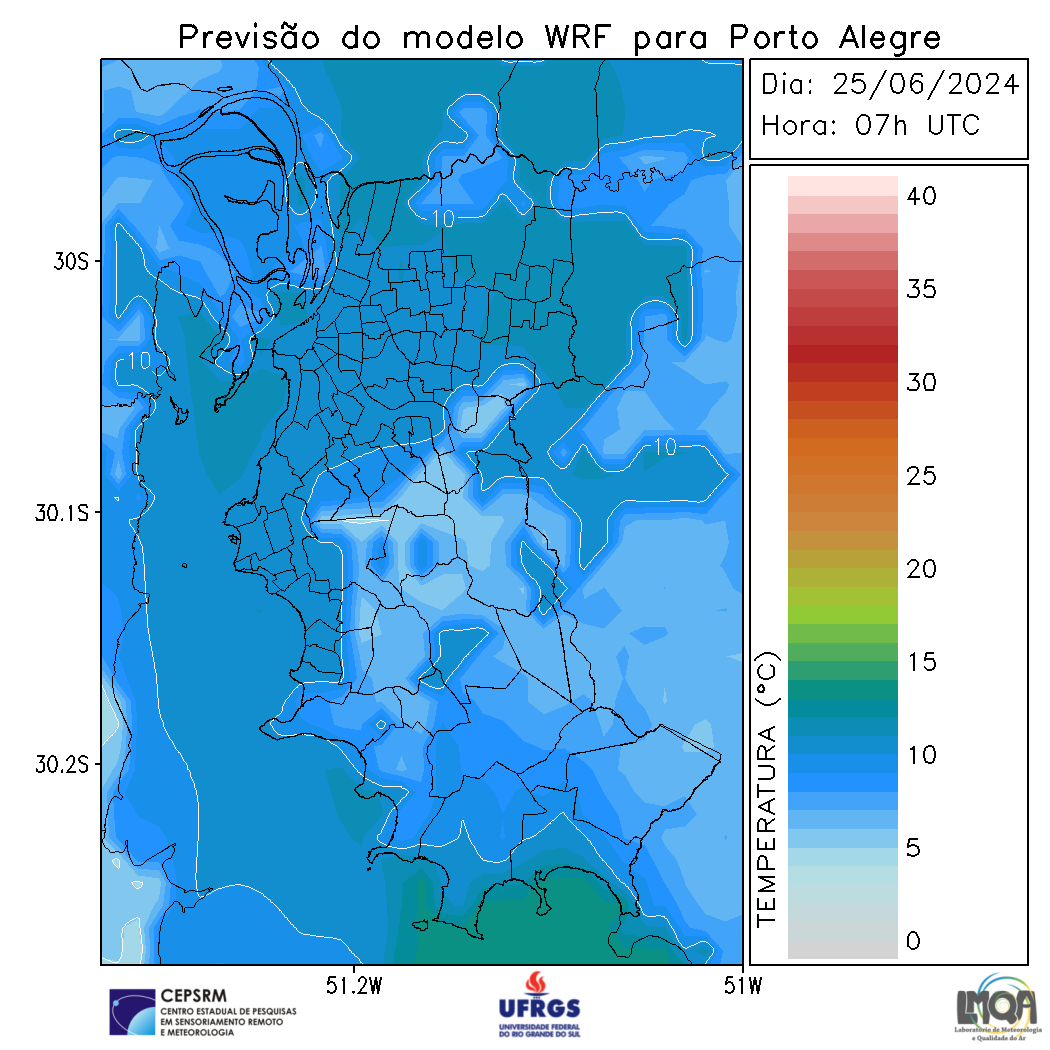 Previsão do modelo WRF para Porto Alegre
Dia: 25/06/2024
Hora: 07h UTC
40
35
30
25
20
15
10
5
0
TEMPERATURA (°C)
10
10
10
30S
30.1S
30.2S
51.2W
51W
CEPSRM
CENTRO ESTADUAL DE PESQUISAS
EM SENSORIAMENTO REMOTO
E METEOROLOGIA
UFRGS
UNIVERSIDADE FEDERAL
DO RIO GRANDE DO SUL
LMQA
Laboratório de Meteorologia
e Qualidade do Ar